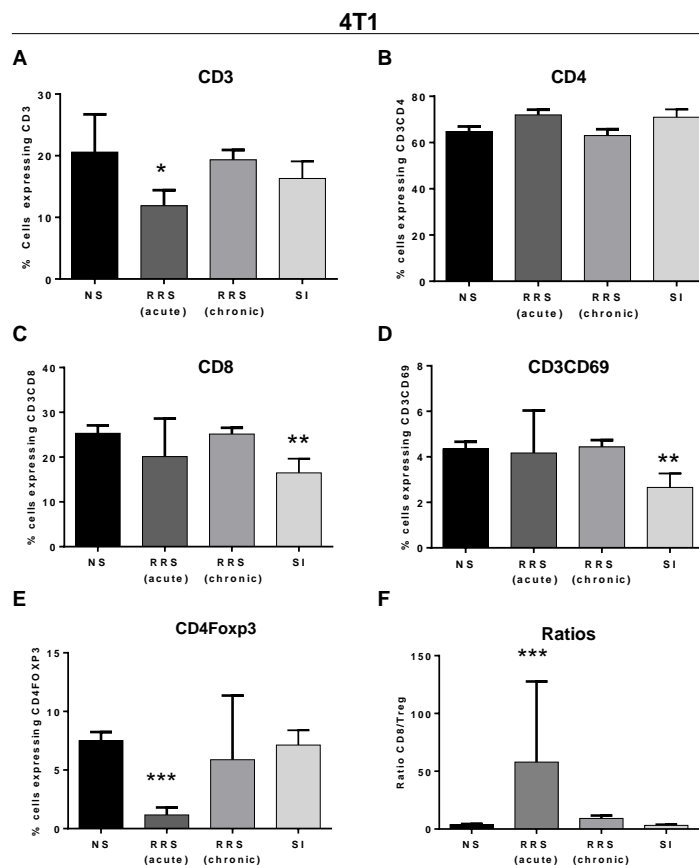 4T1
A
CD3
% Cells expressing CD3
30
20
10
0
*
NS
RRS
(acute)
RRS
(chronic)
SI
B
CD4
% cells expressing CD3CD4
80
60
40
20
0
NS
RRS
(acute)
RRS
(chronic)
SI
C
CD8
% cells expressing CD3CD8
40
30
20
10
0
**
NS
RRS
(acute)
RRS
(chronic)
SI
D
CD3CD69
% cells expressing CD3CD69
8
6
4
2
0
**
NS
RRS
(acute)
RRS
(chronic)
SI
E
CD4Foxp3
% cells expressing CD4FOXP3
15
10
5
0
***
NS
RRS
(acute)
RRS
(chronic)
SI
F
Ratios
Ratio CD8/Treg
150
100
50
0
***
NS
RRS
(acute)
RRS
(chronic)
SI